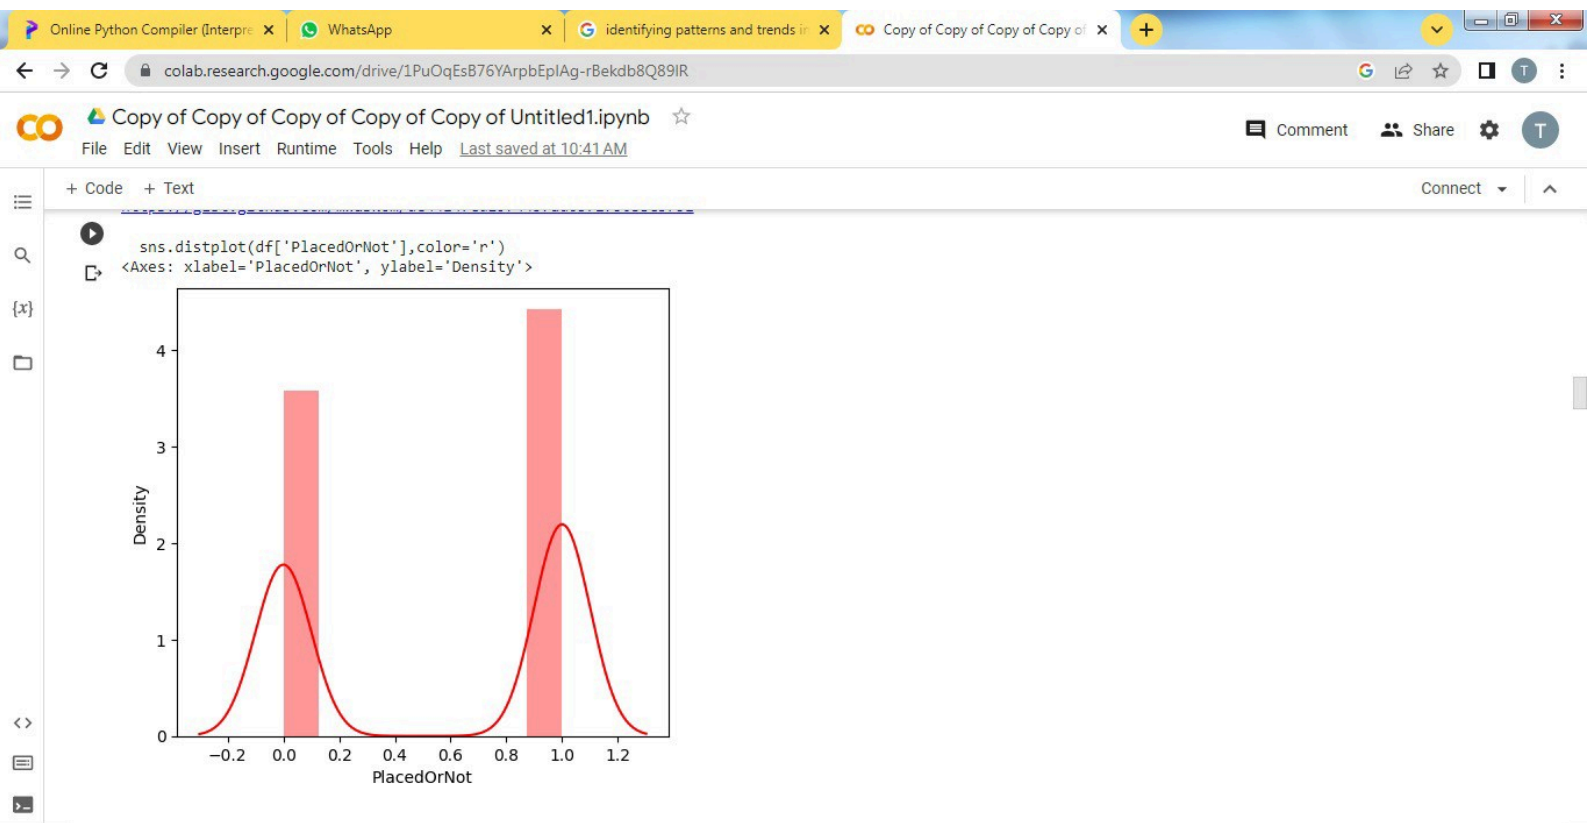 Online Python Compiler (Interpre
WhatsApp
identifying patterns and trends in
Copy of Copy of Copy of Copy of
colab.research.google.com/drive/1PuOqEsB76YArpbEpIAg-rBekdb8Q89lR
Copy of Copy of Copy of Copy of Copy of Untitled1.ipynb
Comment
Share
T
File Edit View Insert Runtime Tools Help Last saved at 10:41 AM
+ Code + Text
Connect
sns.distplot(df['PlacedOrNot'],color='r')
<Axes: xlabel='PlacedOrNot', ylabel='Density'>
{x}
4
3
2
1
0
Density
−0.2 0.0 0.2 0.4 0.6 0.8 1.0 1.2
PlacedOrNot